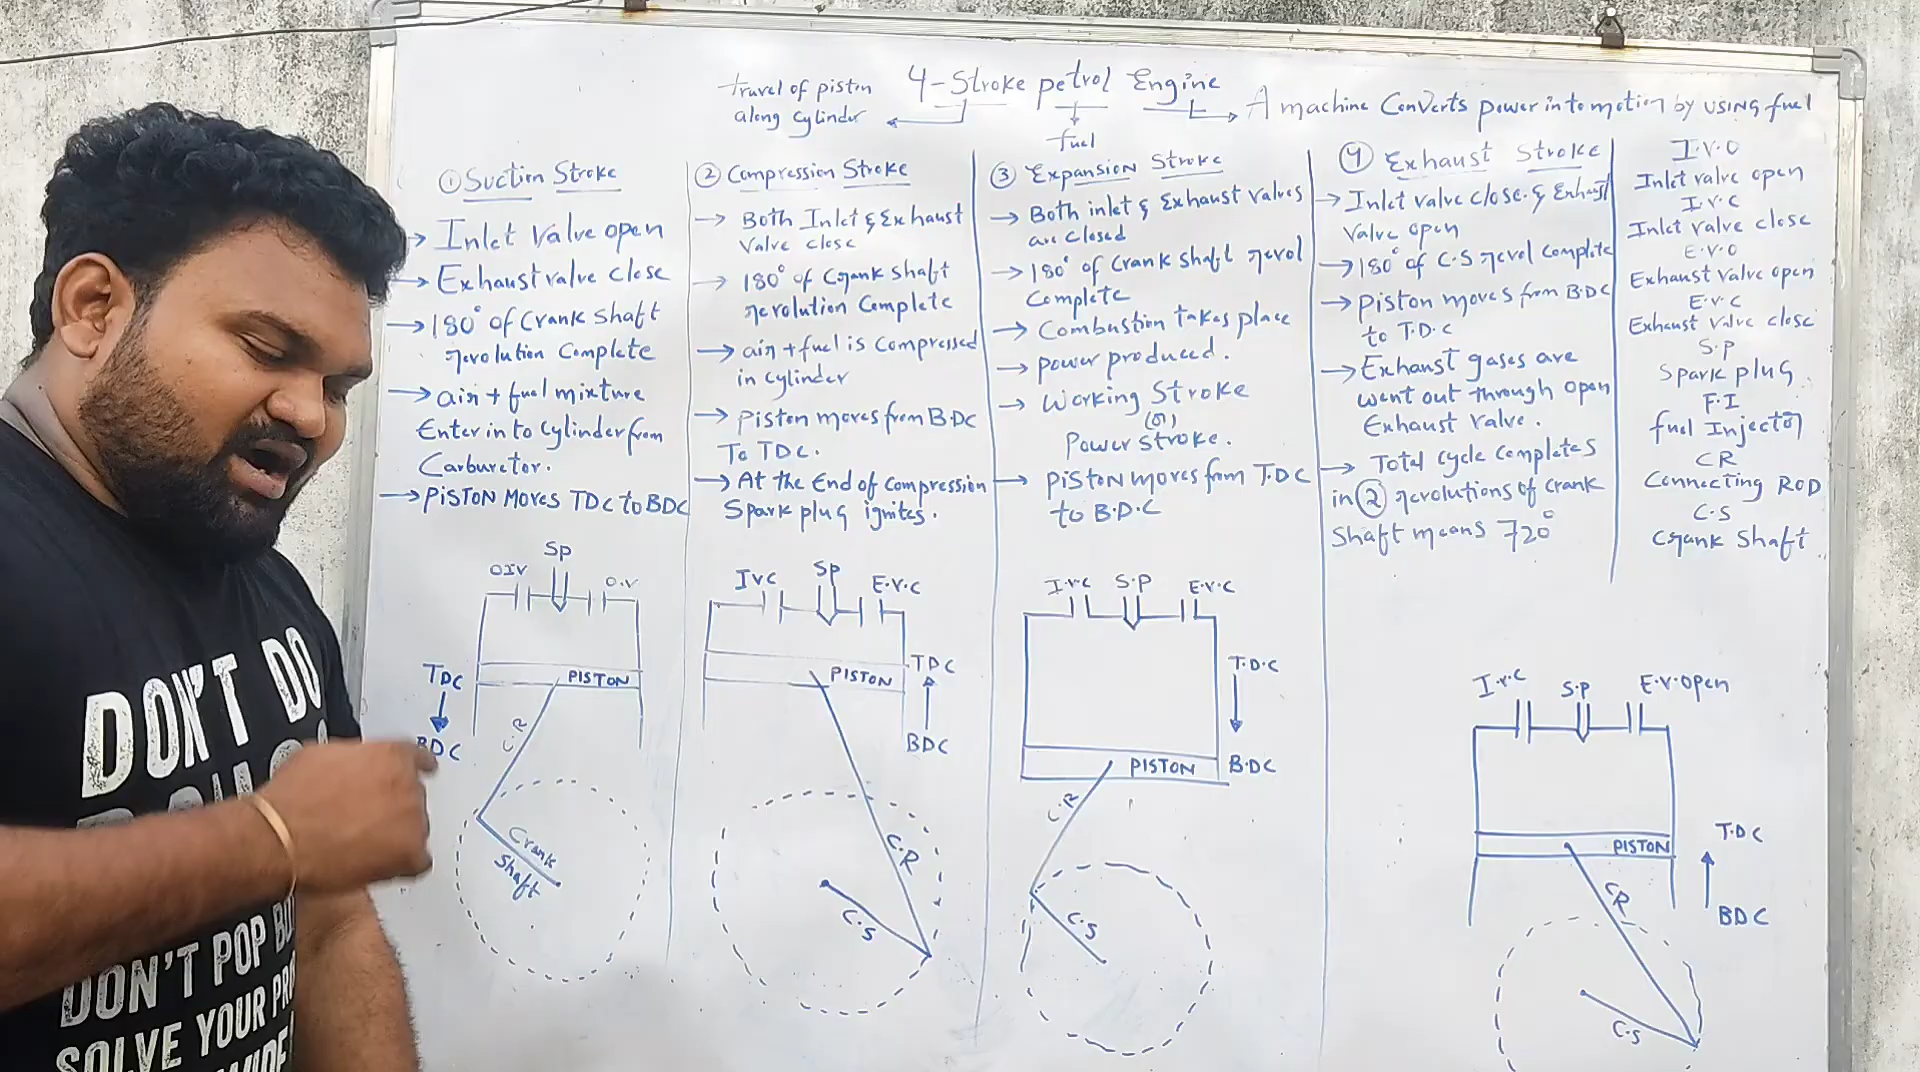 4-Stroke petrol Engine
travel of piston
along cylinder
fuel
A machine Converts power into motion by USING fuel
① Suction Stroke
→ Inlet Valve open
→ Exhaust valve close
→ 180° of Crank Shaft
revolution Complete
→ air + fuel mixture
Enter in to Cylinder from
Carburetor.
→ PISTON MOVES TDC to BDC
② Compression Stroke
→ Both Inlet & Exhaust
Valve close
→ 180° of Crank Shaft
revolution Complete
→ air + fuel is Compressed
in cylinder
→ Piston moves from BDC
To TDC.
→ At the End of Compression
Spark plug ignites.
③ Expansion Stroke
→ Both inlet & Exhaust Valves
are closed
→ 180° of Crank Shaft revol
Complete
→ Combustion takes place
→ power produced.
→ Working Stroke
(or)
Power Stroke.
→ Piston moves from T.D.C
to B.D.C
④ Exhaust Stroke
→ Inlet valve close & Exhaust
Valve open
→ 180° of C.S revol Complete
→ Piston moves from B.D.C
to T.D.C
→ Exhaust gases are
went out through open
Exhaust Valve.
→ Total cycle completes
in ② revolutions of crank
Shaft means 720°
I.V.O
Inlet valve open
I.V.C
Inlet Valve close
E.V.O
Exhaust Valve open
E.V.C
Exhaust Valve close
S.P
Spark plug
F.I
fuel Injector
CR
Connecting ROD
C.S
Crank Shaft
SP
OIV
O.V
TDC
BDC
PISTON
C.R
Crank
Shaft
IVC
SP
E.V.C
PISTON
TDC
BDC
C.R
C.S
I.V.C
S.P
E.V.C
T.D.C
PISTON
B.DC
C.R
C.S
I.V.C
S.P
E.V.open
PISTON
T.DC
BDC
CR
C.S
DON'T DO
DON'T POP
SOLVE YOUR